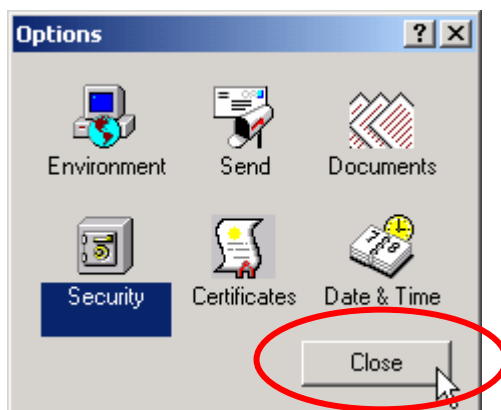 Options
Environment Send Documents
Security Certificates Date & Time
Close